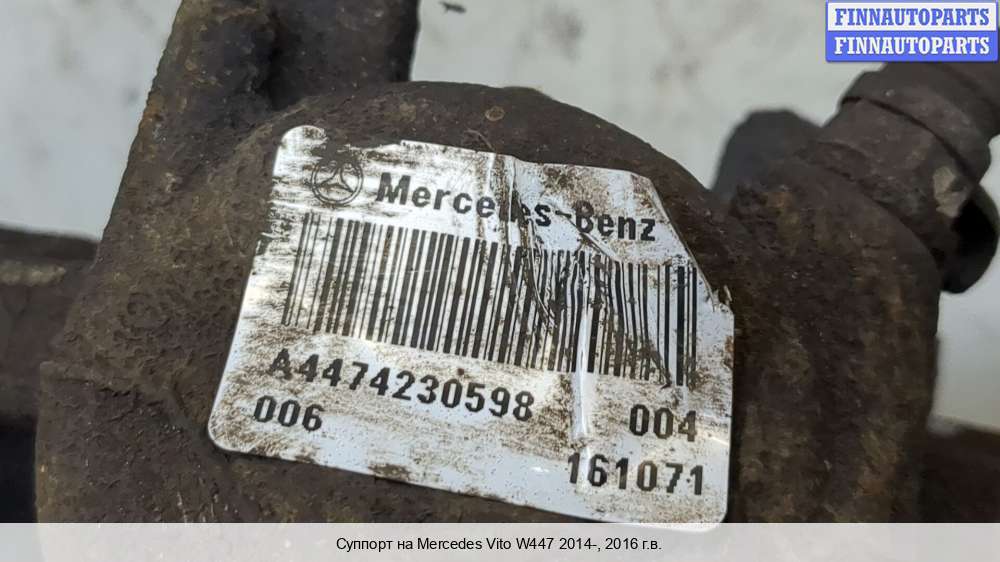 FINNAUTOPARTS
FINNAUTOPARTS
Mercedes-Benz
A4474230598 004
006
161071
Суппорт на Mercedes Vito W447 2014-, 2016 г.в.